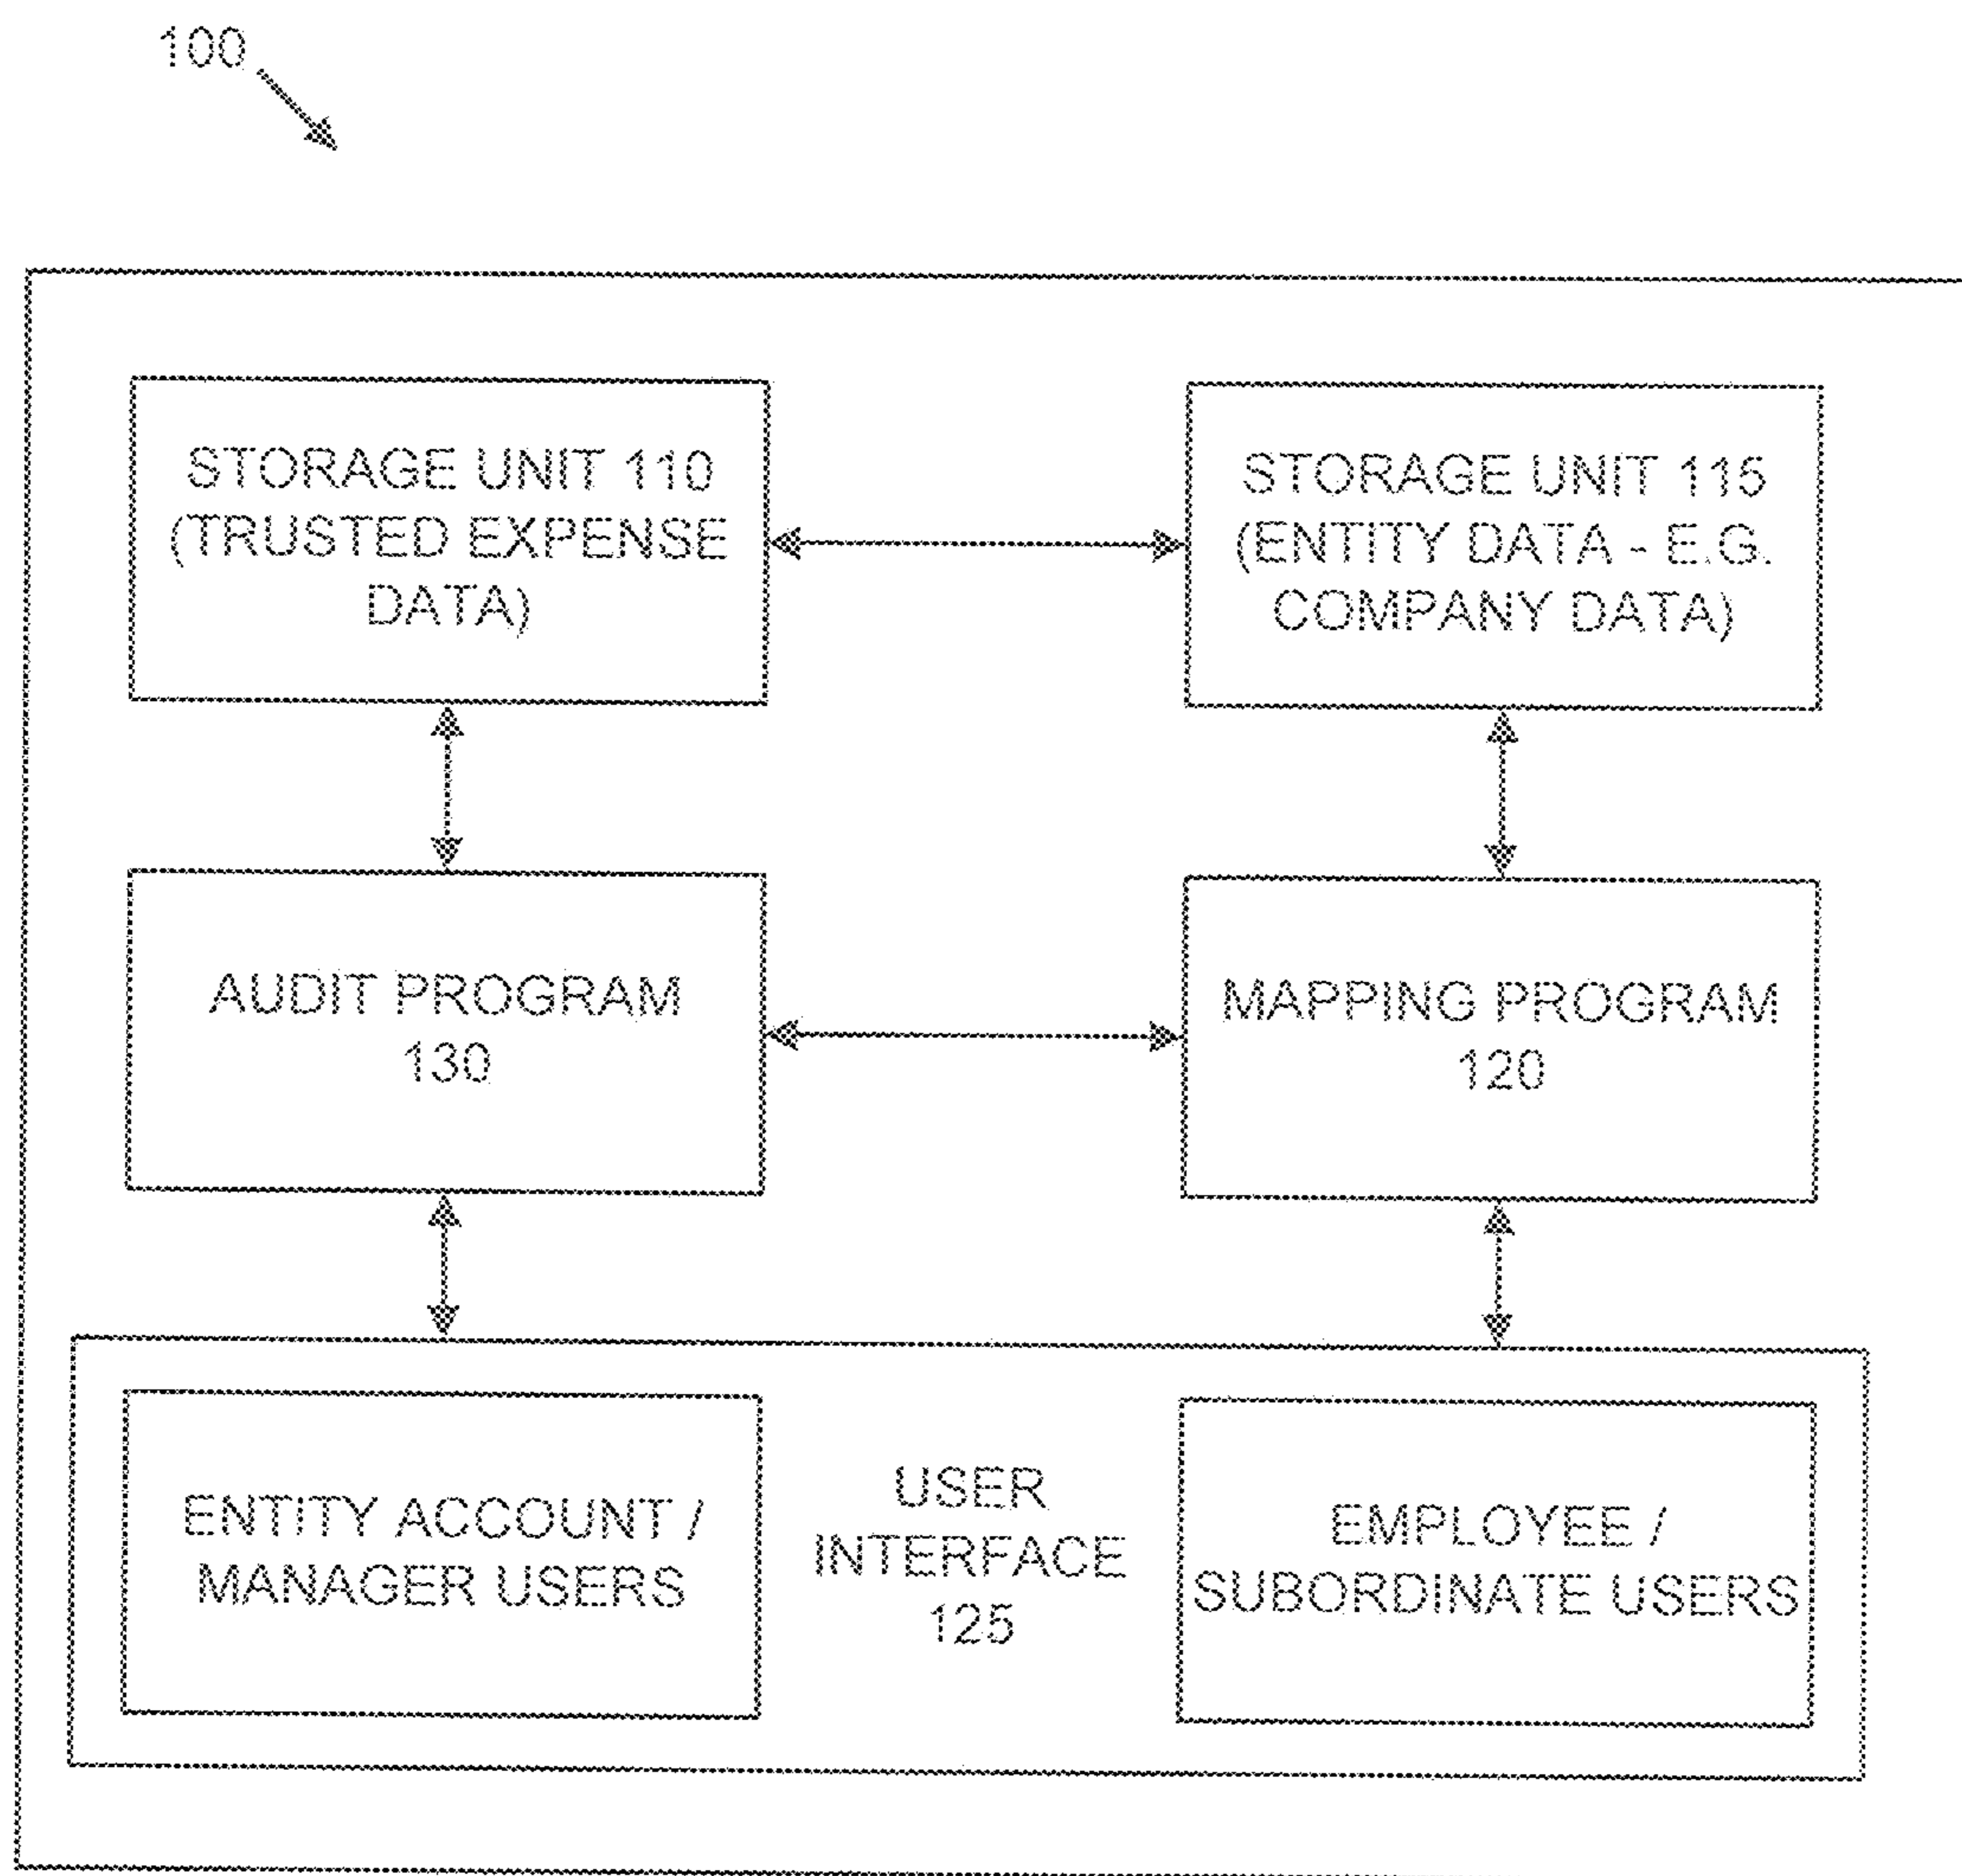 100
STORAGE UNIT 110
(TRUSTED EXPENSE
DATA)
STORAGE UNIT 115
(ENTITY DATA - E.G.
COMPANY DATA)
AUDIT PROGRAM
130
MAPPING PROGRAM
120
ENTITY ACCOUNT /
MANAGER USERS
USER
INTERFACE
125
EMPLOYEE /
SUBORDINATE USERS